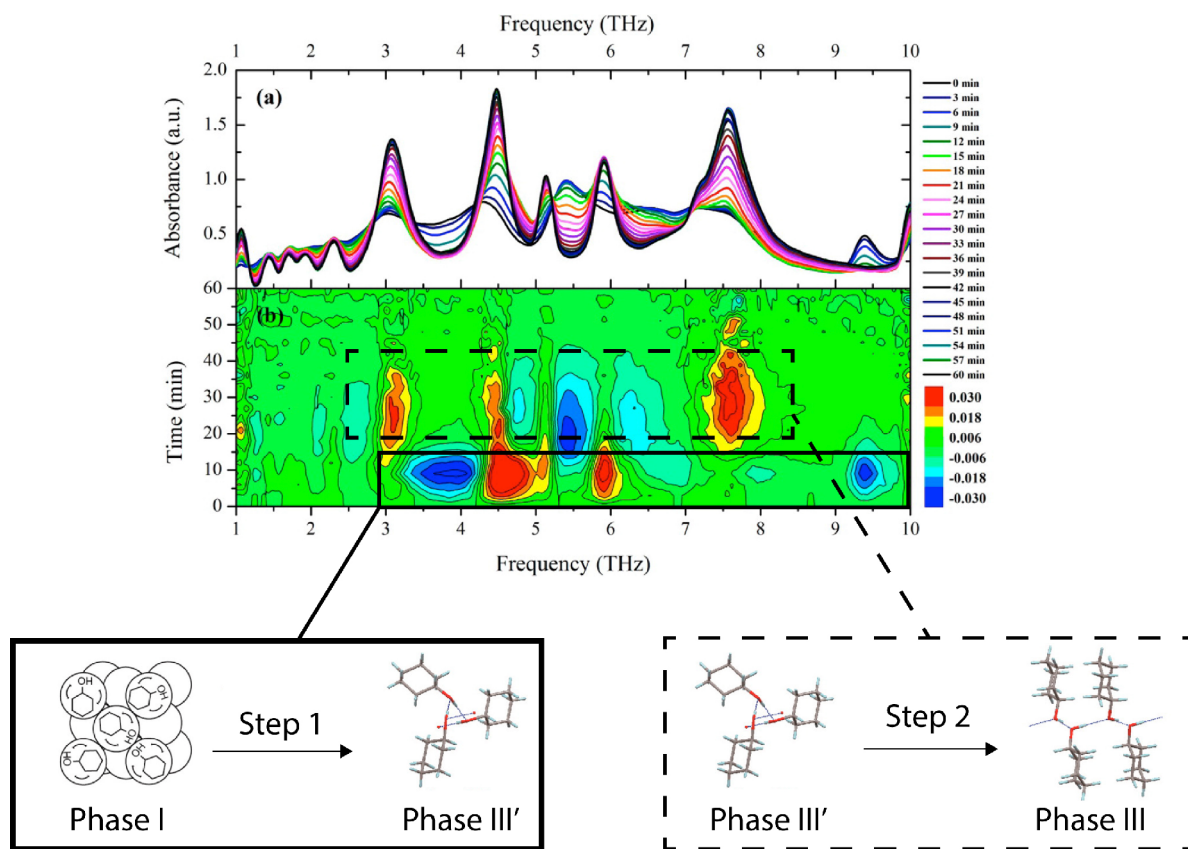 Frequency (THz)
1 2 3 4 5 6 7 8 9 10
2.0
1.5
1.0
0.5
Absorbance (a.u.)
(a)
0 min
3 min
6 min
9 min
12 min
15 min
18 min
21 min
24 min
27 min
30 min
33 min
36 min
39 min
42 min
45 min
48 min
51 min
54 min
57 min
60 min
60
50
40
30
20
10
0
Time (min)
(b)
0.030
0.018
0.006
-0.006
-0.018
-0.030
1 2 3 4 5 6 7 8 9 10
Frequency (THz)
OH
OH
OH
OH
OH
Step 1
Phase I
Phase III'
Step 2
Phase III'
Phase III